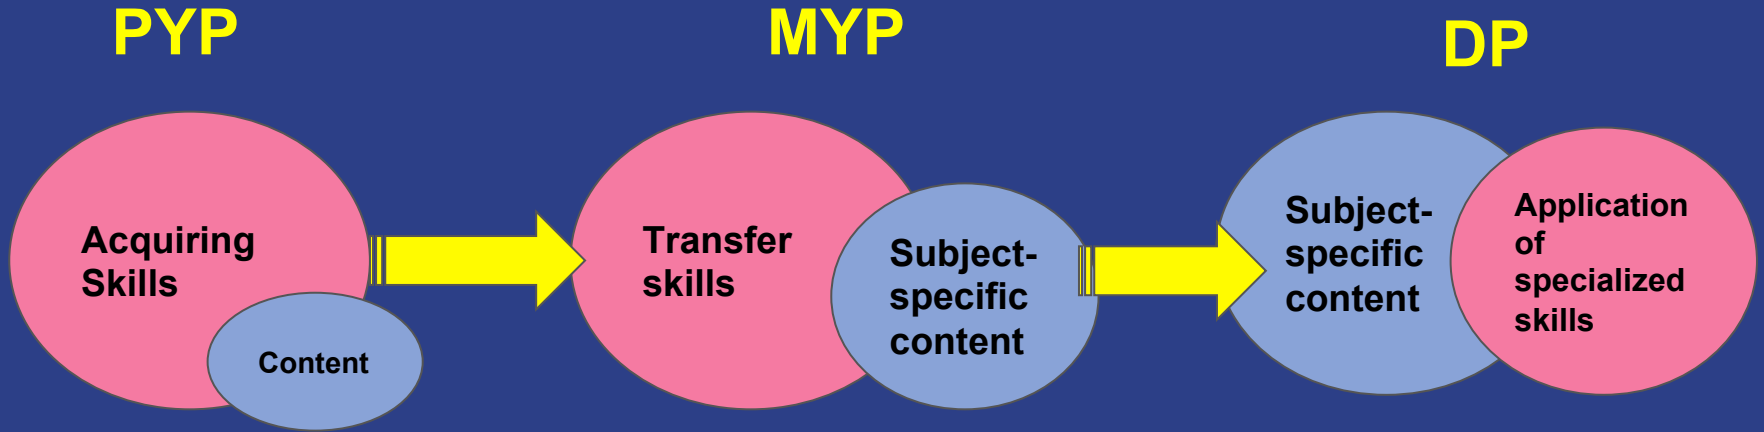 PYP
MYP
DP
Acquiring
Skills
Content
Transfer
skills
Subject-
specific
content
Subject-
specific
content
Application
of
specialized
skills